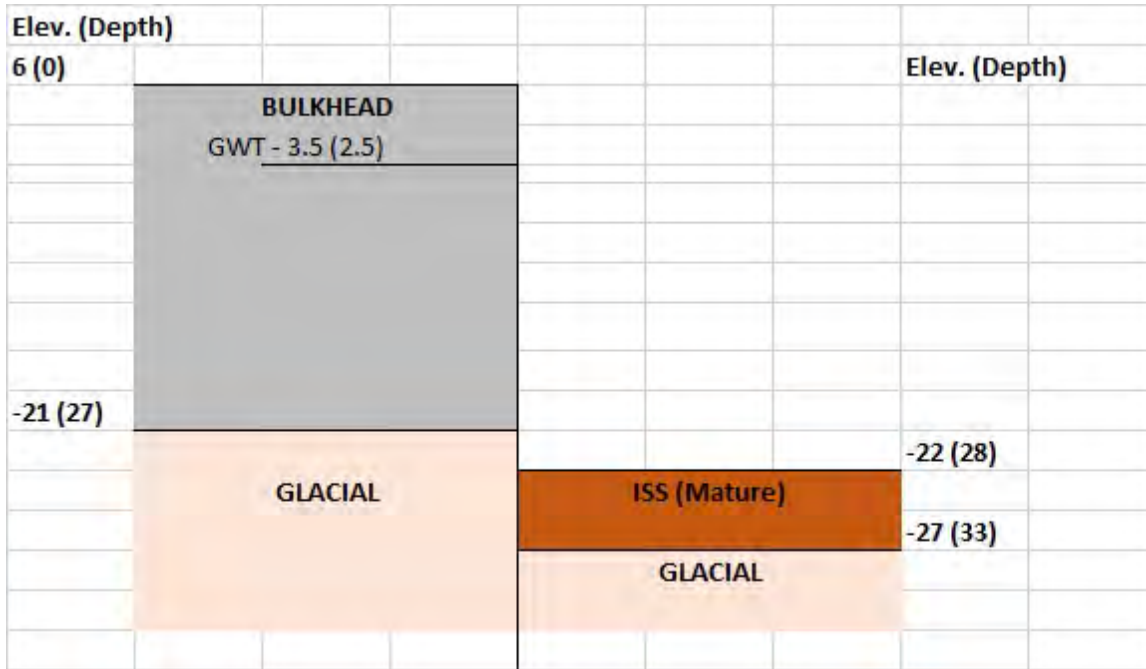 Elev. (Depth)
6 (0)
Elev. (Depth)
BULKHEAD
GWT - 3.5 (2.5)
-21 (27)
-22 (28)
GLACIAL
ISS (Mature)
-27 (33)
GLACIAL